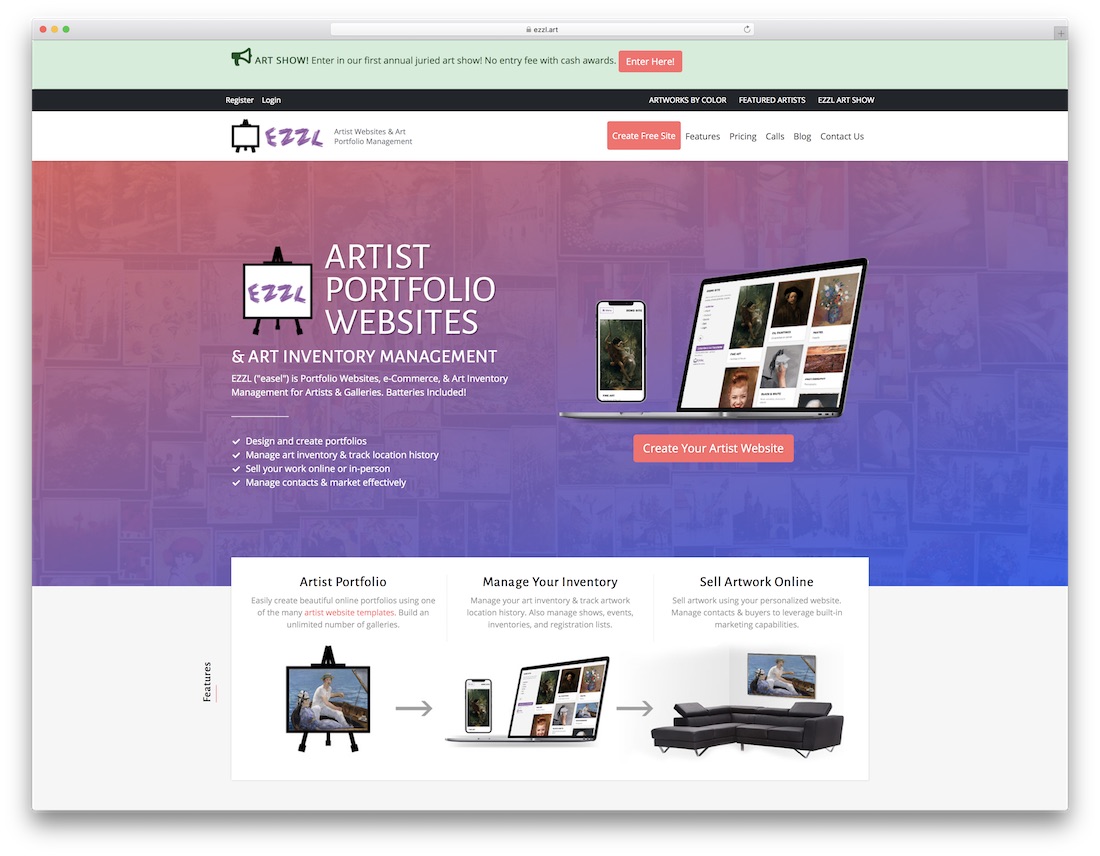 ezzl.art
ART SHOW! Enter in our first annual juried art show! No entry fee with cash awards. Enter Here!
Register Login ARTWORKS BY COLOR FEATURED ARTISTS EZZL ART SHOW
EZZL
Artist Websites & Art
Portfolio Management
Create Free Site Features Pricing Calls Blog Contact Us
EZZL
ARTIST
PORTFOLIO
WEBSITES
& ART INVENTORY MANAGEMENT
EZZL ("easel") is Portfolio Websites, e-Commerce, & Art Inventory
Management for Artists & Galleries. Batteries Included!
Design and create portfolios
Manage art inventory & track location history
Sell your work online or in-person
Manage contacts & market effectively
Create Your Artist Website
Features
Artist Portfolio
Easily create beautiful online portfolios using one
of the many artist website templates. Build an
unlimited number of galleries.
Manage Your Inventory
Manage your art inventory & track artwork
location history. Also manage shows, events,
inventories, and registration lists.
Sell Artwork Online
Sell artwork using your personalized website.
Manage contacts & buyers to leverage built-in
marketing capabilities.